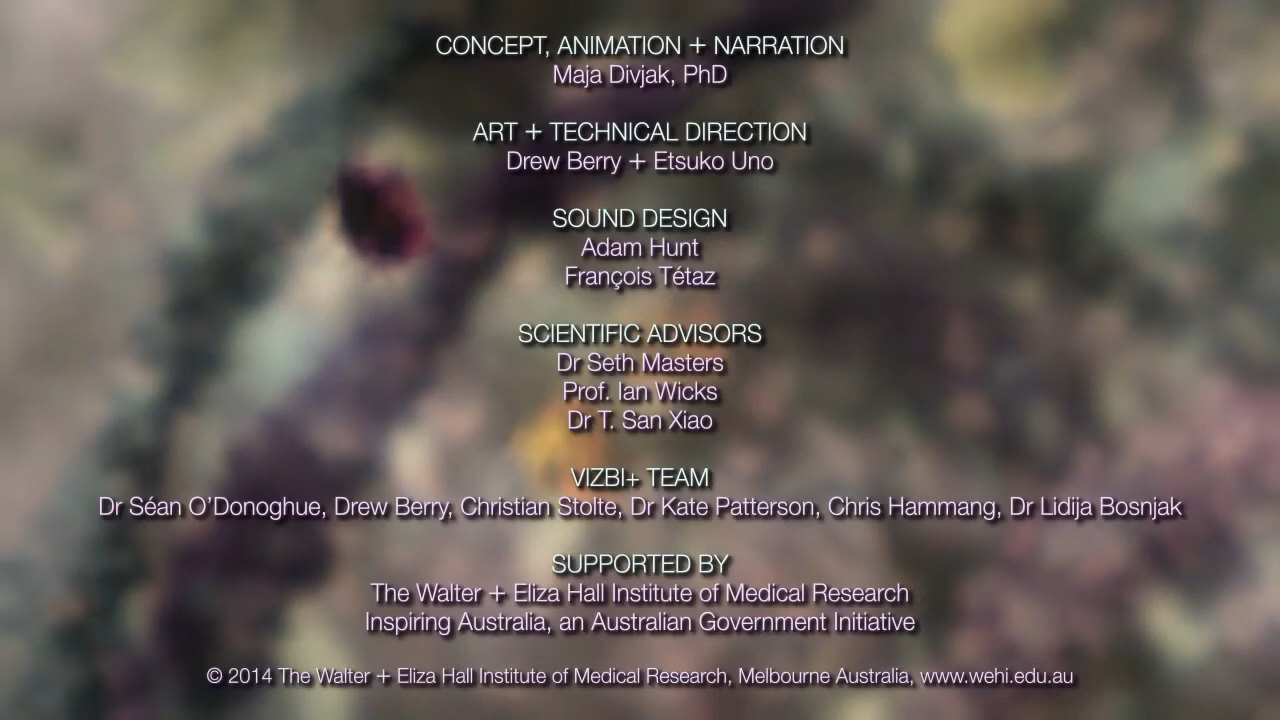 CONCEPT, ANIMATION + NARRATION
Maja Divjak, PhD
ART + TECHNICAL DIRECTION
Drew Berry + Etsuko Uno
SOUND DESIGN
Adam Hunt
François Tétaz
SCIENTIFIC ADVISORS
Dr Seth Masters
Prof. Ian Wicks
Dr T. San Xiao
VIZBI+ TEAM
Dr Séan O’Donoghue, Drew Berry, Christian Stolte, Dr Kate Patterson, Chris Hammang, Dr Lidija Bosnjak
SUPPORTED BY
The Walter + Eliza Hall Institute of Medical Research
Inspiring Australia, an Australian Government Initiative
© 2014 The Walter + Eliza Hall Institute of Medical Research, Melbourne Australia, www.wehi.edu.au